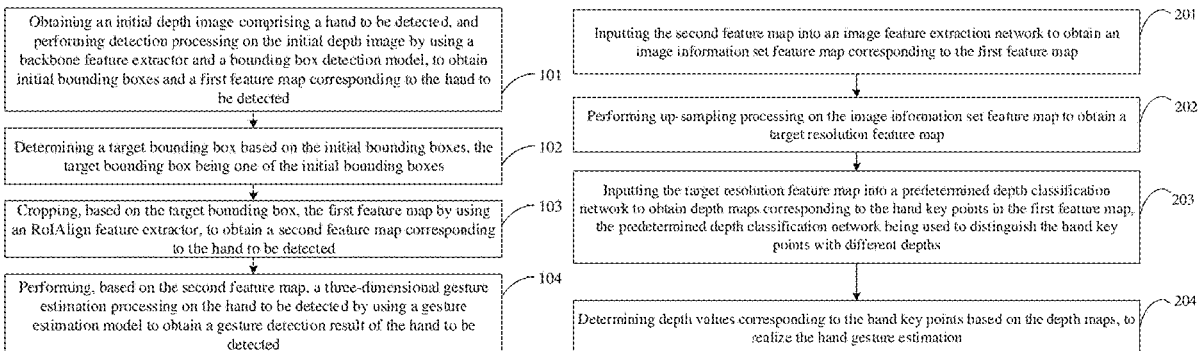 Obtaining an initial depth image comprising a hand to be detected, and
performing detection processing on the initial depth image by using a
backbone feature extractor and a bounding box detection model, to obtain
initial bounding boxes and a first feature map corresponding to the hand to
be detected
101
Determining a target bounding box based on the initial bounding boxes, the
target bounding box being one of the initial bounding boxes
102
Cropping, based on the target bounding box, the first feature map by using
an RoIAlign feature extractor, to obtain a second feature map corresponding
to the hand to be detected
103
Performing, based on the second feature map, a three-dimensional gesture
estimation processing on the hand to be detected by using a gesture
estimation model to obtain a gesture detection result of the hand to be
detected
104
Inputting the second feature map into an image feature extraction network to obtain an
image information set feature map corresponding to the first feature map
201
Performing up-sampling processing on the image information set feature map to obtain
a target resolution feature map
202
Inputting the target resolution feature map into a predetermined depth classification
network to obtain depth maps corresponding to the hand key points in the first feature map,
the predetermined depth classification network being used to distinguish the hand key
points with different depths
203
Determining depth values corresponding to the hand key points based on the depth maps, to
realize the hand gesture estimation
204